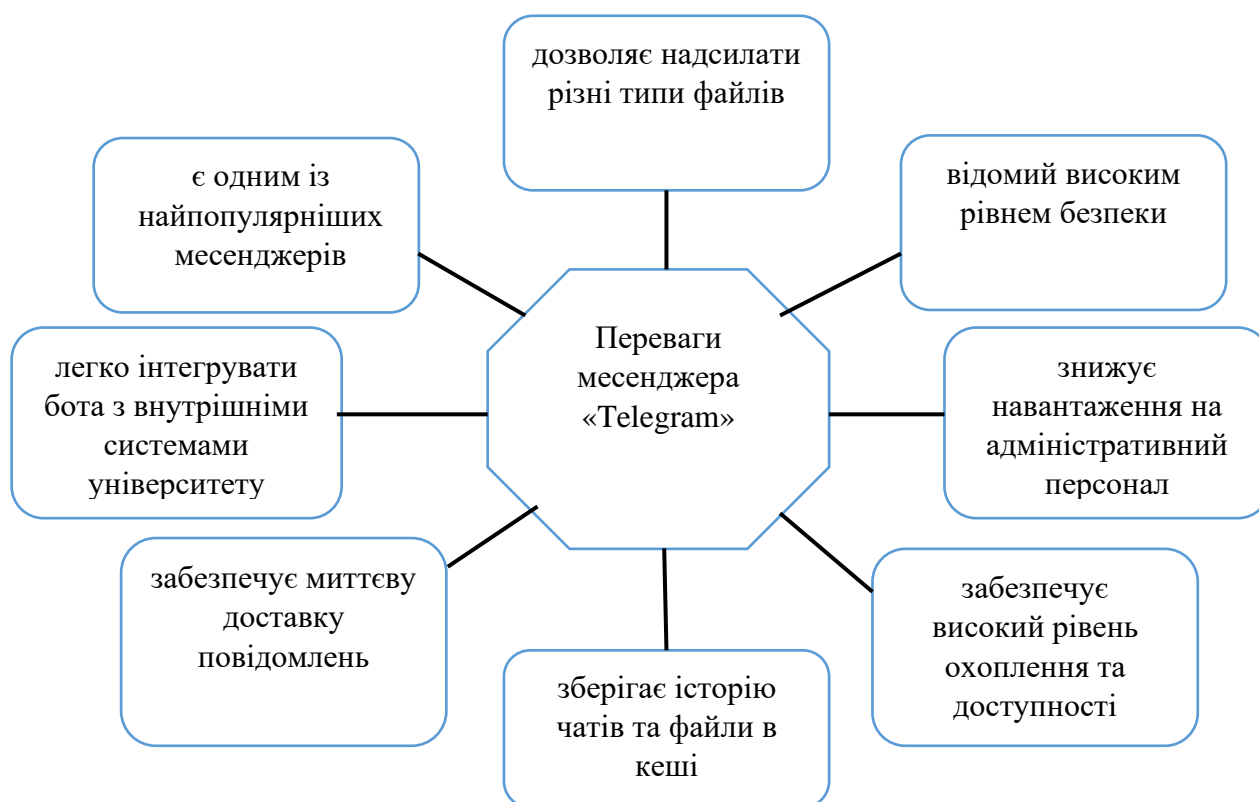 дозволяє надсилати
різні типи файлів
є одним із
найпопулярніших
месенджерів
відомий високим
рівнем безпеки
Переваги
месенджера
«Telegram»
легко інтегрувати
бота з внутрішніми
системами
університету
знижує
навантаження на
адміністративний
персонал
забезпечує миттєву
доставку
повідомлень
забезпечує
високий рівень
охоплення та
доступності
зберігає історію
чатів та файли в
кеші